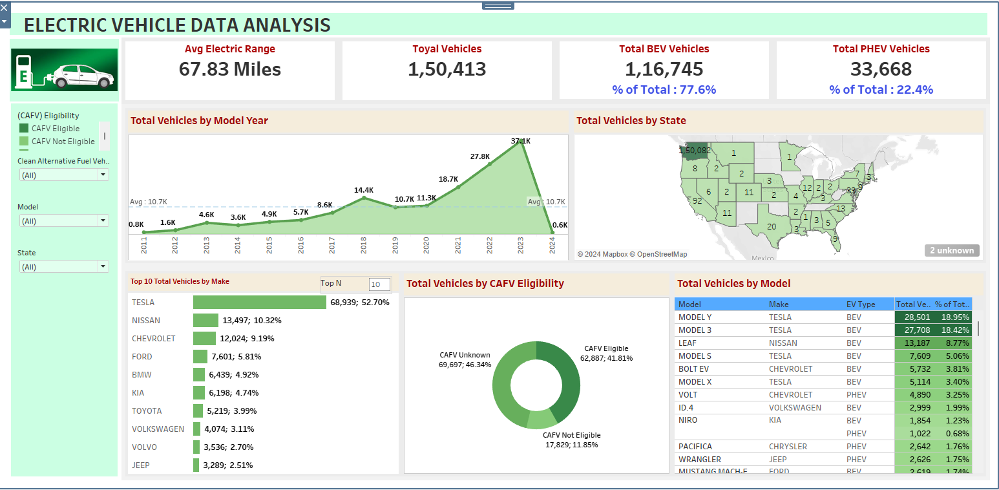 ELECTRIC VEHICLE DATA ANALYSIS
E
Avg Electric Range
67.83 Miles
Toyal Vehicles
1,50,413
Total BEV Vehicles
1,16,745
% of Total : 77.6%
Total PHEV Vehicles
33,668
% of Total : 22.4%
(CAFV) Eligibility
CAFV Eligible
CAFV Not Eligible
Clean Alternative Fuel Veh..
(All)
Model
(All)
State
(All)
Total Vehicles by Model Year
37.1K
27.8K
18.7K
14.4K
10.7K 11.3K
Avg : 10.7K
Avg : 10.7K
8.6K
4.6K 3.6K 4.9K 5.7K
0.8K 1.6K
0.6K
2011 2012 2013 2014 2015 2016 2017 2018 2019 2020 2021 2022 2023 2024
Total Vehicles by State
1,50,082 1 1
8 2 2 3 7 3
6 2 11 2 4 12 2 2 33 9
92 3
11 2 1 3 5 13
20 3 9
Mexico
© 2024 Mapbox © OpenStreetMap
2 unknown
Top 10 Total Vehicles by Make
Top N 10
TESLA 68,939; 52.70%
NISSAN 13,497; 10.32%
CHEVROLET 12,024; 9.19%
FORD 7,601; 5.81%
BMW 6,439; 4.92%
KIA 6,198; 4.74%
TOYOTA 5,219; 3.99%
VOLKSWAGEN 4,074; 3.11%
VOLVO 3,536; 2.70%
JEEP 3,289; 2.51%
Total Vehicles by CAFV Eligibility
CAFV Eligible
62,887; 41.81%
CAFV Unknown
69,697; 46.34%
CAFV Not Eligible
17,829; 11.85%
Total Vehicles by Model
Model Make EV Type Total Ve.. % of Tot..
MODEL Y TESLA BEV 28,501 18.95%
MODEL 3 TESLA BEV 27,708 18.42%
LEAF NISSAN BEV 13,187 8.77%
MODEL S TESLA BEV 7,609 5.06%
BOLT EV CHEVROLET BEV 5,732 3.81%
MODEL X TESLA BEV 5,114 3.40%
VOLT CHEVROLET PHEV 4,890 3.25%
ID.4 VOLKSWAGEN BEV 2,999 1.99%
NIRO KIA BEV 1,854 1.23%
PHEV 1,022 0.68%
PACIFICA CHRYSLER PHEV 2,642 1.76%
WRANGLER JEEP PHEV 2,626 1.75%
MUSTANG MACH-E FORD BEV 2,619 1.74%